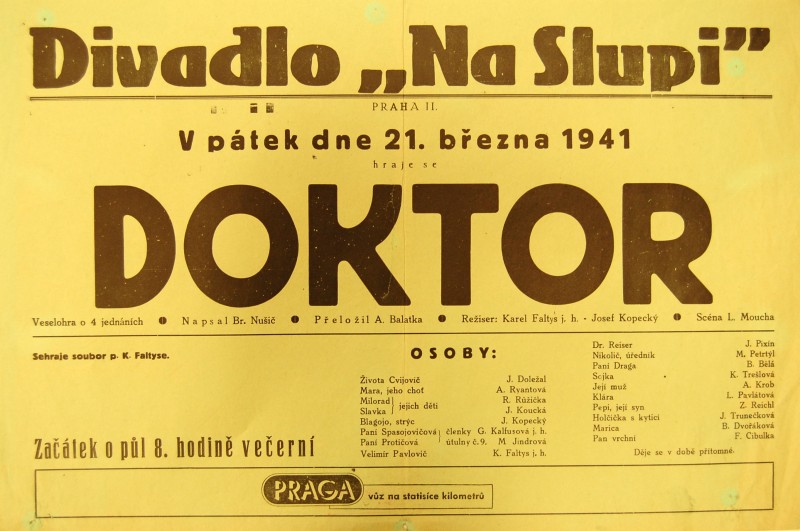 Divadlo „Na Slupi”
PRAHA II.
V pátek dne 21. března 1941
hraje se
DOKTOR
Veselohra o 4 jednáních ● Napsal Br. Nušič ● Přeložil A. Balatka ● Režiser: Karel Faltys j. h. - Josef Kopecký ● Scéna L. Moucha
Sehraje soubor p. K. Faltyse.
OSOBY:
Života Cvijovič J. Doležal
Mara, jeho choť A. Ryantová
Milorad } jejich děti R. Růžička
Slavka } J. Koucká
Blagojo, strýc J. Kopecký
Paní Spasojovičová } členky G. Kalfusová j. h.
Paní Protičová } útulny č. 9. M. Jindrová
Velimír Pavlovič K. Faltys j. h.
Dr. Reiser J. Pixin
Nikolič, úředník M. Petrtýl
Paní Draga B. Bělá
Sojka K. Trešlová
Její muž A. Krob
Klára L. Pavlátová
Pepi, její syn Z. Reichl
Holčička s kyticí J. Trunečková
Marica B. Dvořáková
Pan vrchní F. Cibulka
Děje se v době přítomné.
Začátek o půl 8. hodině večerní
PRAGA vůz na statisíce kilometrů